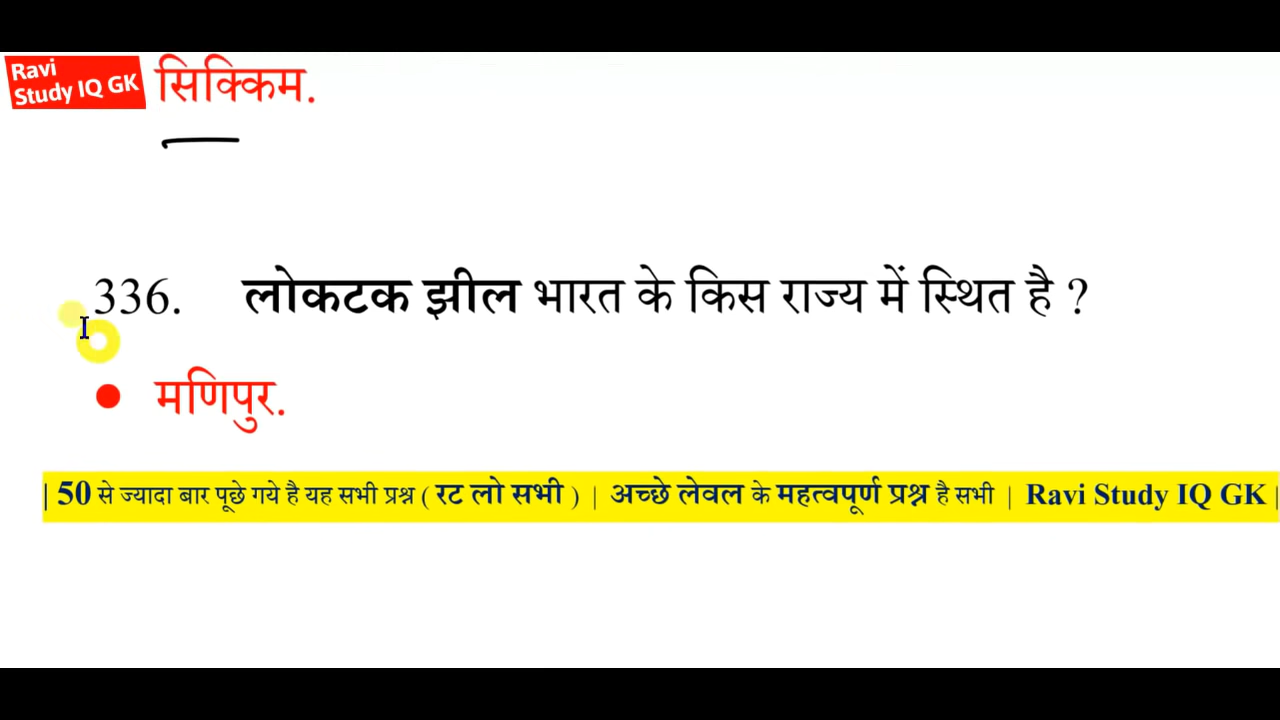 Ravi
Study IQ GK
सिक्किम.
336. लोकटक झील भारत के किस राज्य में स्थित है ?
● मणिपुर.
| 50 से ज्यादा बार पूछे गये है यह सभी प्रश्न ( रट लो सभी ) | अच्छे लेवल के महत्वपूर्ण प्रश्न है सभी | Ravi Study IQ GK |